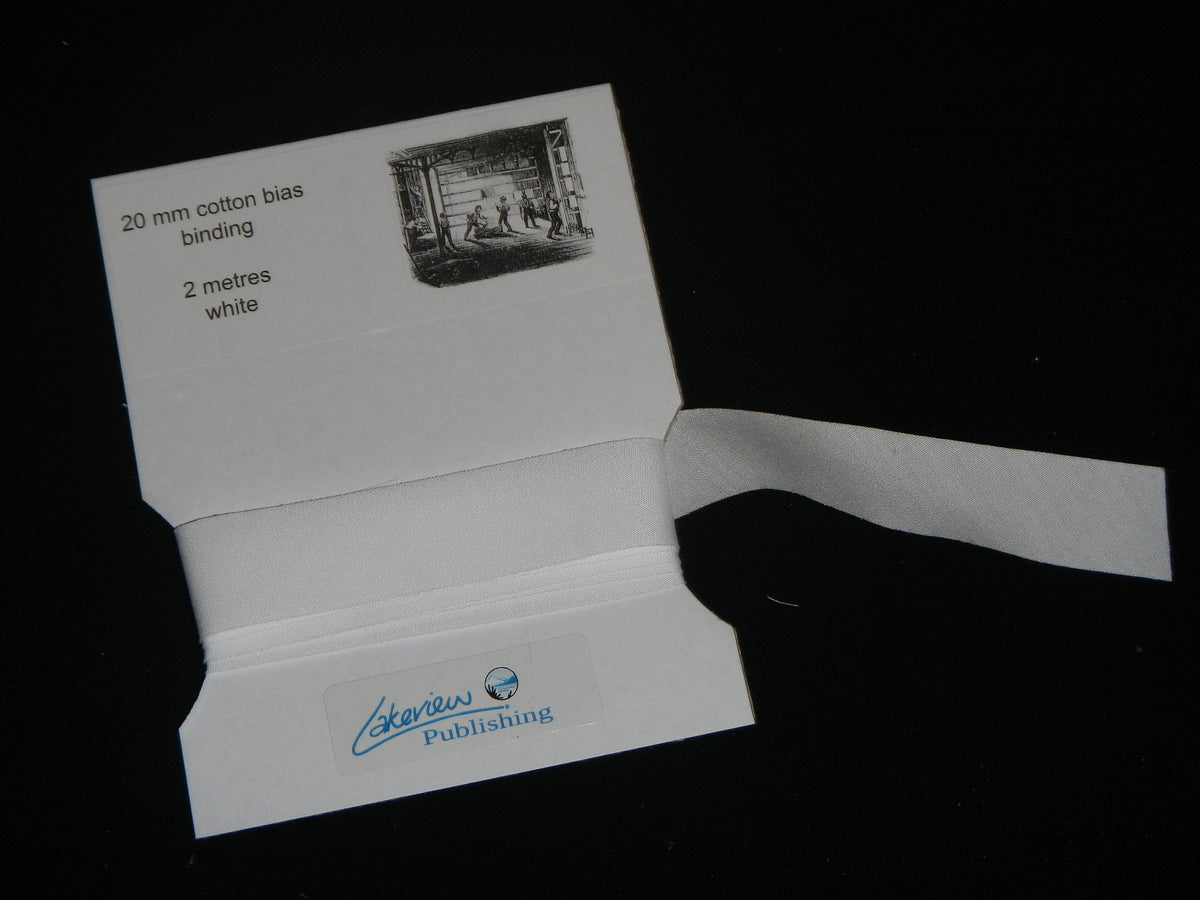 20 mm cotton bias
binding
2 metres
white
Lakeview
Publishing